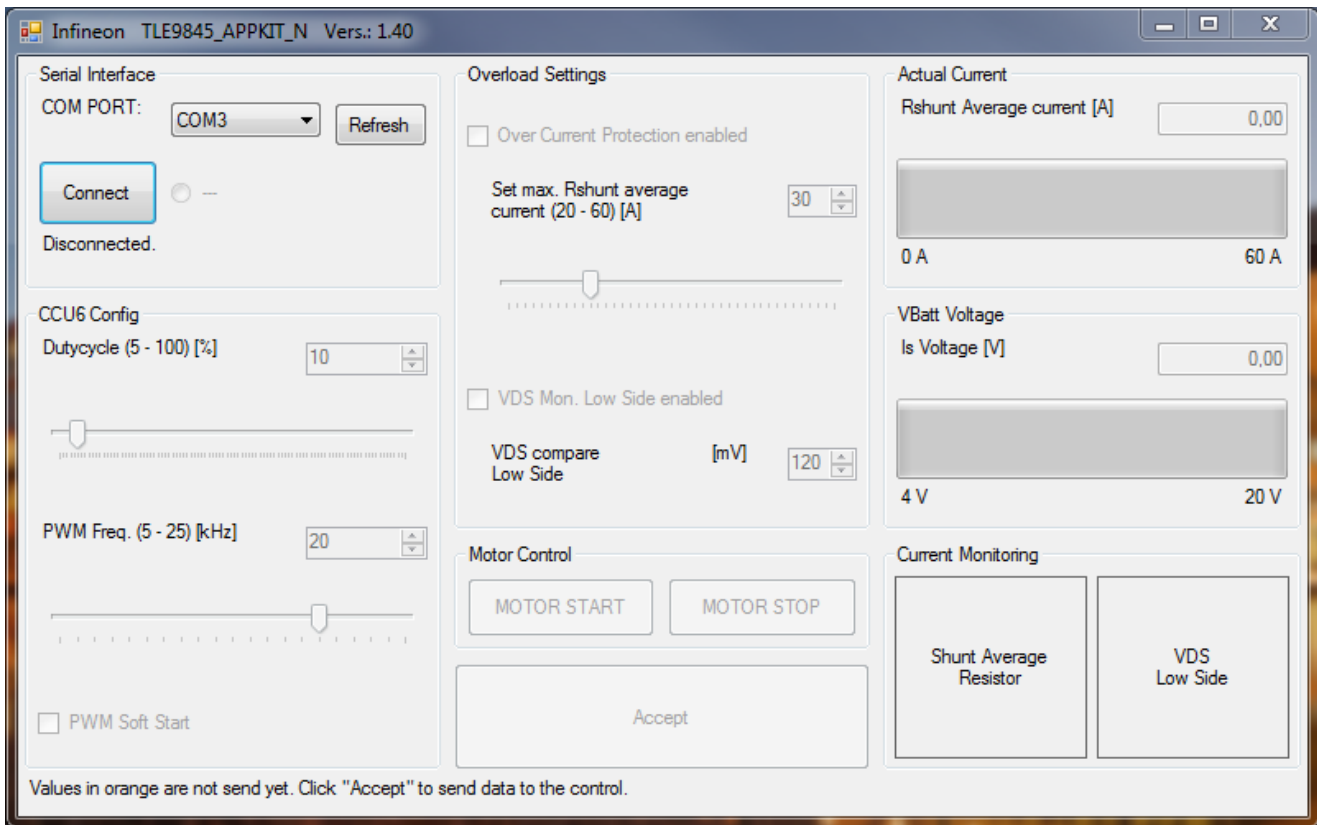 Infineon TLE9845_APPKIT_N Vers.: 1.40
Serial Interface
COM PORT:
COM3
Refresh
Connect
---
Disconnected.
CCU6 Config
Dutycycle (5 - 100) [%]
10
PWM Freq. (5 - 25) [kHz]
20
PWM Soft Start
Overload Settings
Over Current Protection enabled
Set max. Rshunt average
current (20 - 60) [A]
30
VDS Mon. Low Side enabled
VDS compare [mV]
Low Side
120
Motor Control
MOTOR START
MOTOR STOP
Accept
Actual Current
Rshunt Average current [A]
0,00
0 A
60 A
VBatt Voltage
Is Voltage [V]
0,00
4 V
20 V
Current Monitoring
Shunt Average
Resistor
VDS
Low Side
Values in orange are not send yet. Click "Accept" to send data to the control.